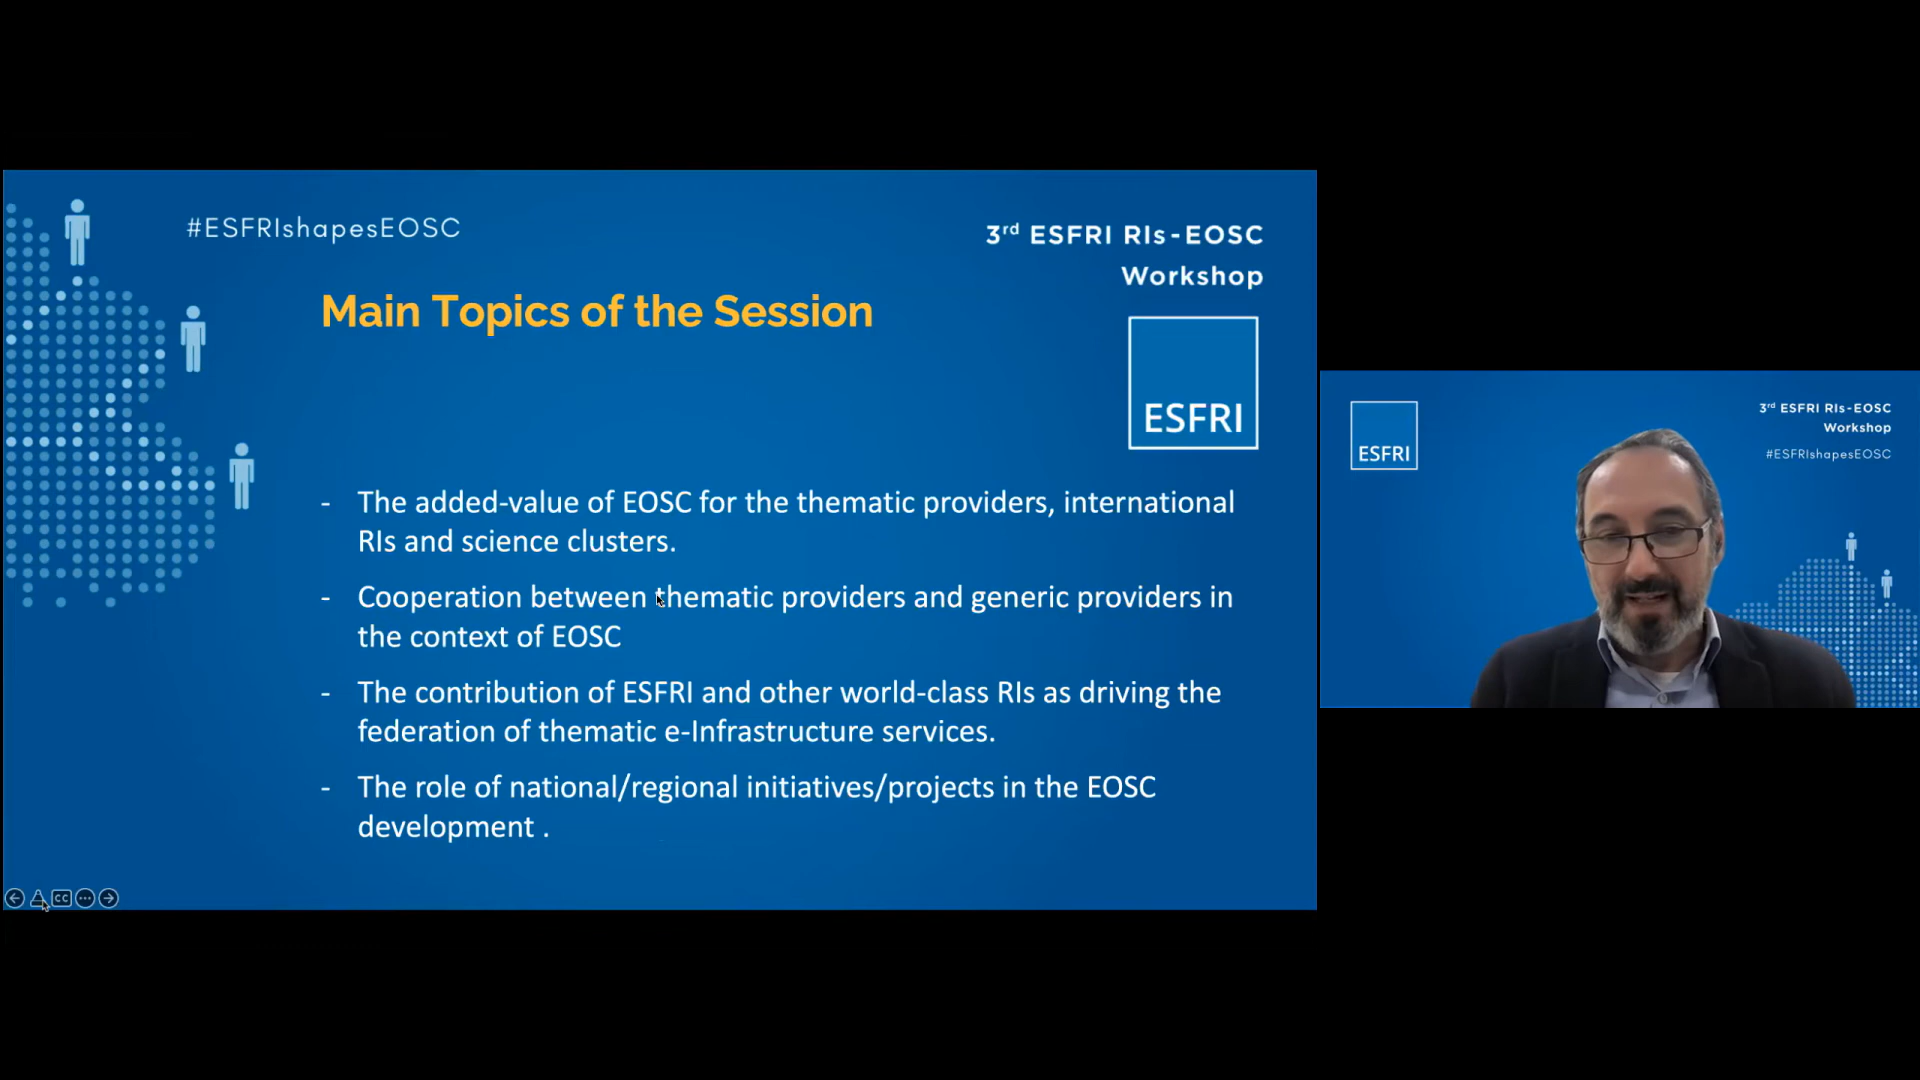 #ESFRIshapesEOSC
3rd ESFRI RIs-EOSC
Workshop
Main Topics of the Session
ESFRI
- The added-value of EOSC for the thematic providers, international
RIs and science clusters.
- Cooperation between thematic providers and generic providers in
the context of EOSC
- The contribution of ESFRI and other world-class RIs as driving the
federation of thematic e-Infrastructure services.
- The role of national/regional initiatives/projects in the EOSC
development .
CC
ESFRI
3rd ESFRI RIs-EOSC
Workshop
#ESFRIshapesEOSC